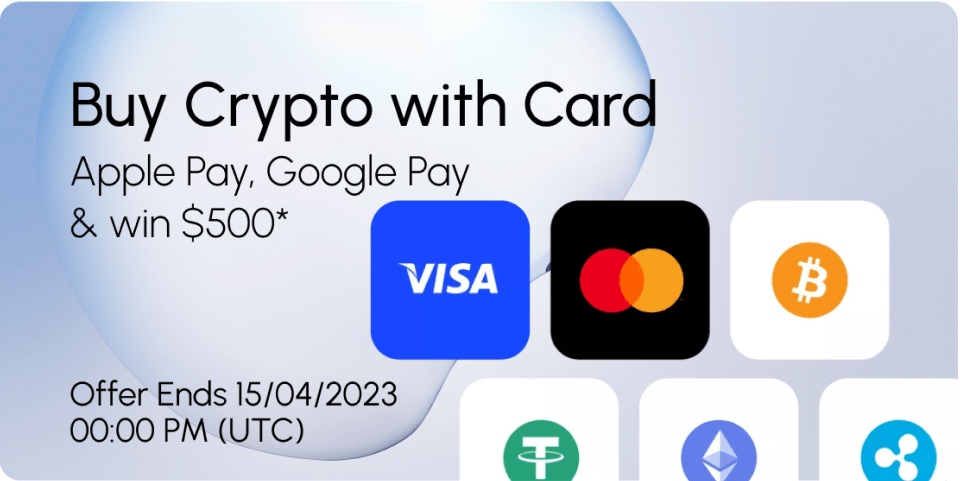 Buy Crypto with Card
Apple Pay, Google Pay
& win $500*
VISA
Offer Ends 15/04/2023
00:00 PM (UTC)